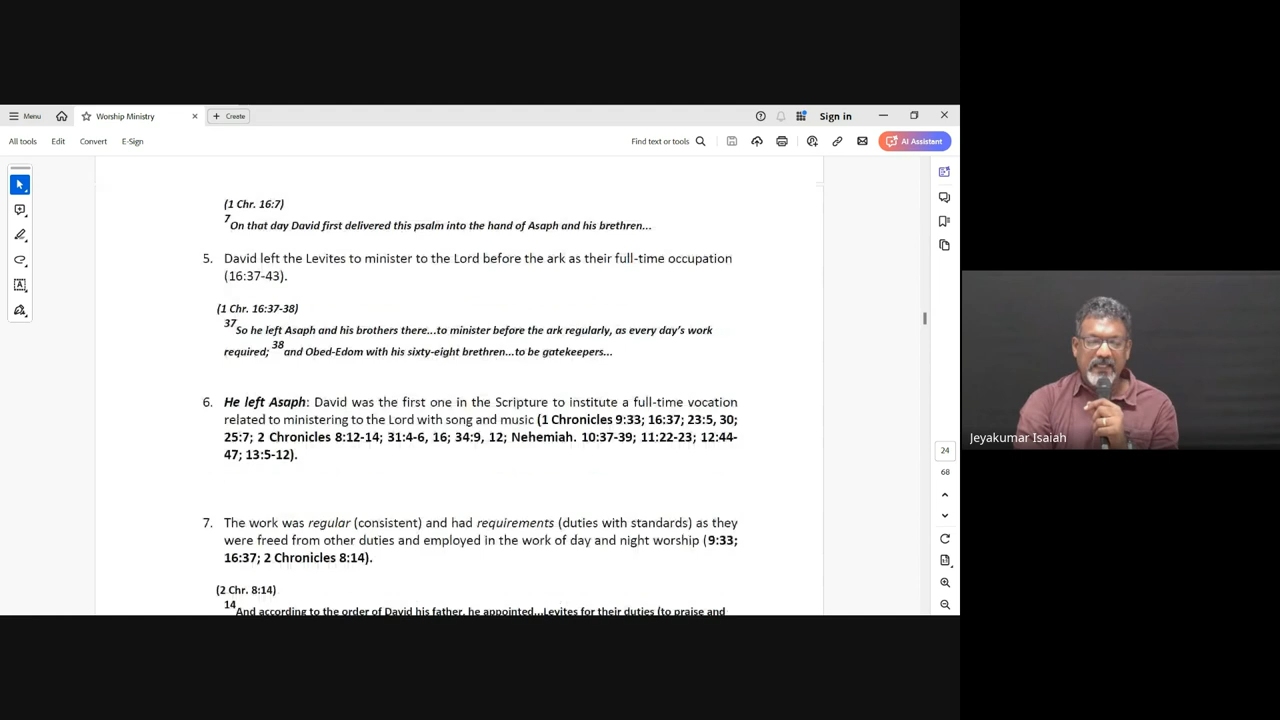 Menu
Worship Ministry
Create
Sign in
All tools
Edit
Convert
E-Sign
Find text or tools
AI Assistant
(1 Chr. 16:7)
7On that day David first delivered this psalm into the hand of Asaph and his brethren...
5. David left the Levites to minister to the Lord before the ark as their full-time occupation
(16:37-43).
(1 Chr. 16:37-38)
37So he left Asaph and his brothers there...to minister before the ark regularly, as every day's work
required; 38and Obed-Edom with his sixty-eight brethren...to be gatekeepers...
6. He left Asaph: David was the first one in the Scripture to institute a full-time vocation
related to ministering to the Lord with song and music (1 Chronicles 9:33; 16:37; 23:5, 30;
25:7; 2 Chronicles 8:12-14; 31:4-6, 16; 34:9, 12; Nehemiah. 10:37-39; 11:22-23; 12:44-
47; 13:5-12).
7. The work was regular (consistent) and had requirements (duties with standards) as they
were freed from other duties and employed in the work of day and night worship (9:33;
16:37; 2 Chronicles 8:14).
(2 Chr. 8:14)
14And according to the order of David his father, he appointed...Levites for their duties (to praise and
24
68
Jeyakumar Isaiah